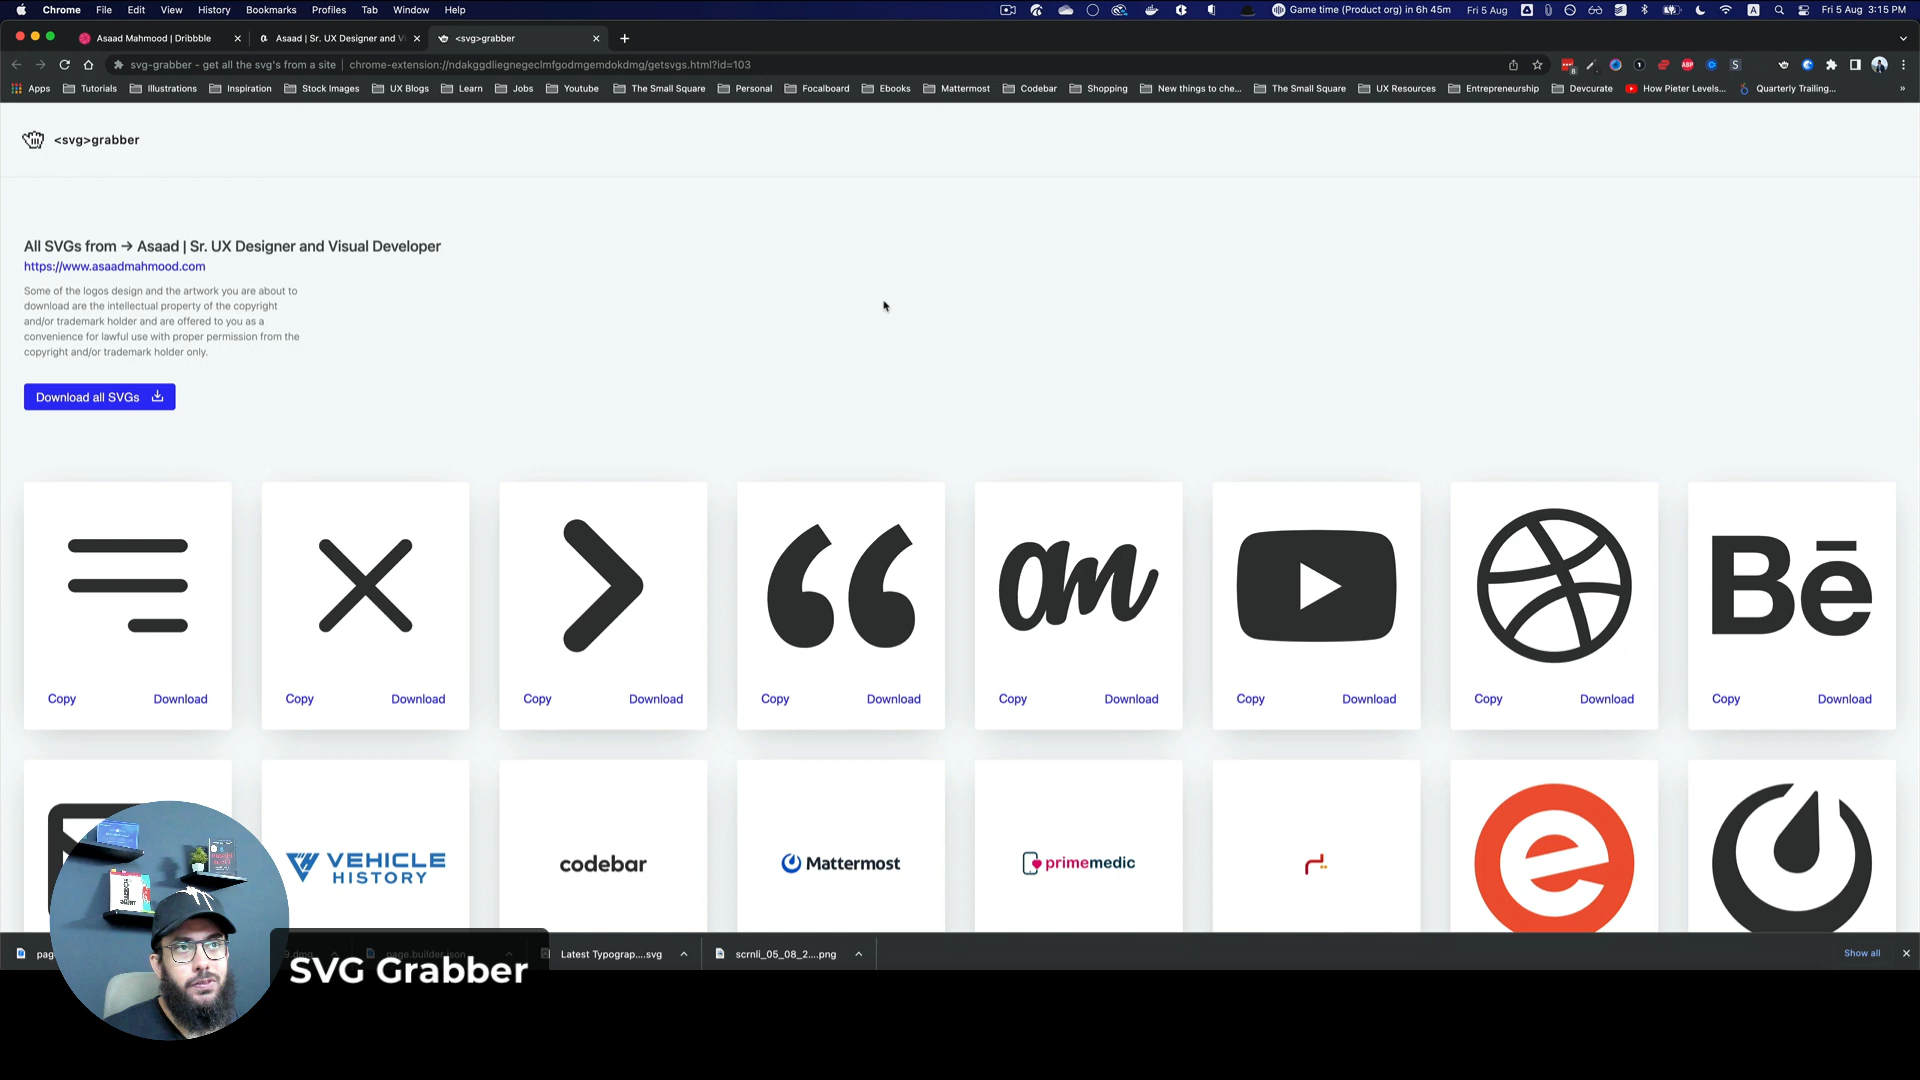 Chrome File Edit View History Bookmarks Profiles Tab Window Help
Game time (Product org) in 6h 45m Fri 5 Aug Fri 5 Aug 3:15 PM
Asaad Mahmood | Dribbble
Asaad | Sr. UX Designer and V
<svg>grabber
svg-grabber - get all the svg's from a site | chrome-extension://ndakggdliegnegeclmfgodmgemdokdmg/getsvgs.html?id=103
Apps Tutorials Illustrations Inspiration Stock Images UX Blogs Learn Jobs Youtube The Small Square Personal Focalboard Ebooks Mattermost Codebar Shopping New things to che... The Small Square UX Resources Entrepreneurship Devcurate How Pieter Levels... Quarterly Trailing...
<svg>grabber
All SVGs from → Asaad | Sr. UX Designer and Visual Developer
https://www.asaadmahmood.com
Some of the logos design and the artwork you are about to
download are the intellectual property of the copyright
and/or trademark holder and are offered to you as a
convenience for lawful use with proper permission from the
copyright and/or trademark holder only.
Download all SVGs
am
Bē
Copy Download Copy Download Copy Download Copy Download Copy Download Copy Download Copy Download Copy Download
VEHICLE
HISTORY
codebar
Mattermost
primemedic
e
page.builder.json
Latest Typograp....svg
scrnli_05_08_2....png
Show all
SVG Grabber